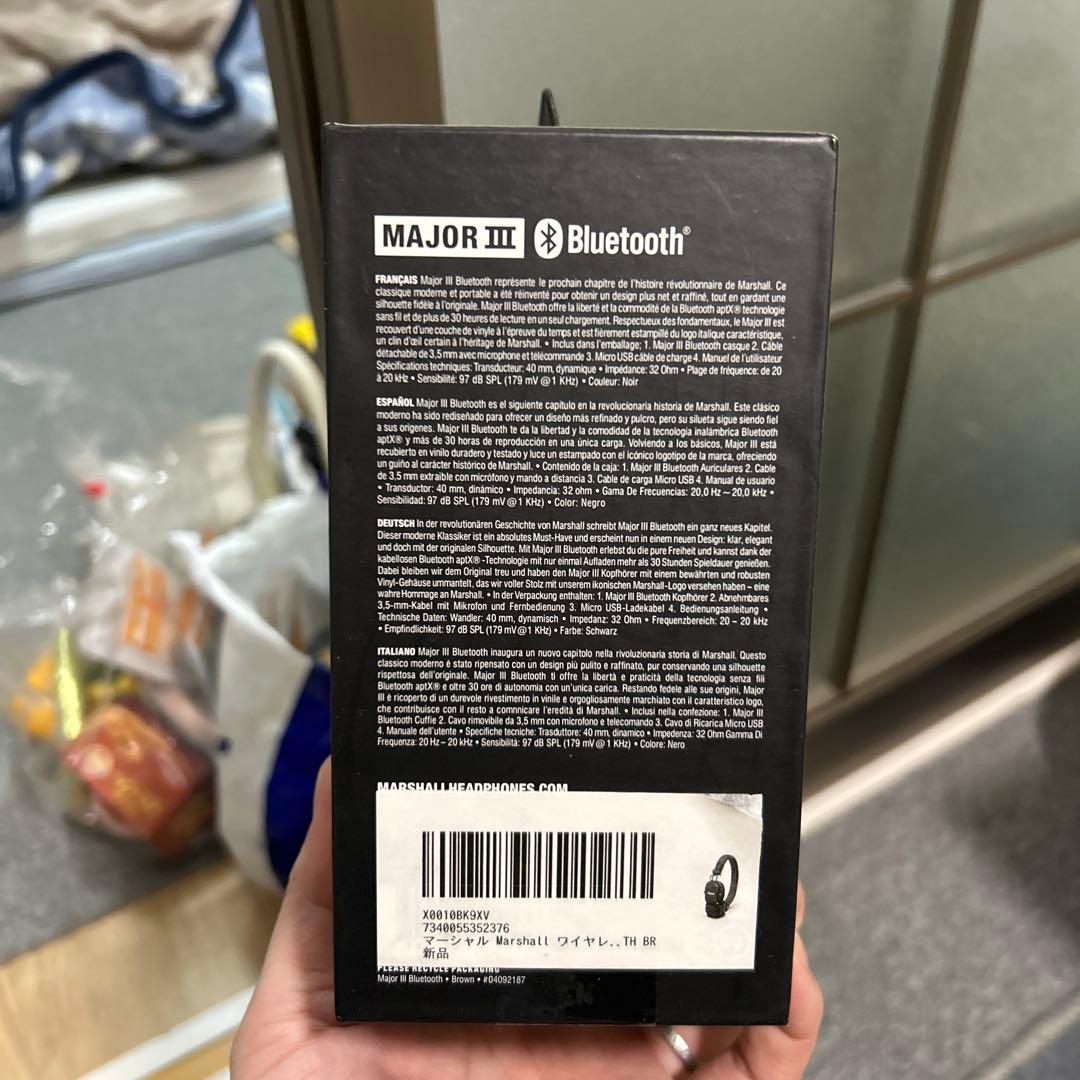 MAJOR III Bluetooth®
FRANÇAIS Major III Bluetooth représente le prochain chapitre de l'histoire révolutionnaire de Marshall. Ce
classique moderne et portable a été réinventé pour obtenir un design plus net et raffiné, tout en gardant une
silhouette fidèle à l'originale. Major III Bluetooth offre la liberté et la commodité de la Bluetooth aptX® technologie
sans fil et de plus de 30 heures de lecture en un seul chargement. Respectueux des fondamentaux, le Major III est
recouvert d'une couche de vinyle à l'épreuve du temps et est fièrement estampillé du logo italique caractéristique,
un clin d'œil certain à l'héritage de Marshall. • Inclus dans l'emballage; 1. Major III Bluetooth casque 2. Câble
détachable de 3,5 mm avec microphone et télécommande 3. Micro USB câble de charge 4. Manuel de l'utilisateur
Spécifications techniques: Transducteur: 40 mm, dynamique • Impédance: 32 Ohm • Plage de fréquence: de 20
à 20 kHz • Sensibilité: 97 dB SPL (179 mV @ 1 KHz) • Couleur: Noir
ESPAÑOL Major III Bluetooth es el siguiente capítulo en la revolucionaria historia de Marshall. Este clásico
moderno ha sido rediseñado para ofrecer un diseño más refinado y pulcro, pero su silueta sigue siendo fiel
a sus orígenes. Major III Bluetooth te da la libertad y la comodidad de la tecnología inalámbrica Bluetooth
aptX® y más de 30 horas de reproducción en una única carga. Volviendo a los básicos, Major III está
recubierto en vinilo duradero y testado y luce un estampado con el icónico logotipo de la marca, ofreciendo
un guiño al carácter histórico de Marshall. • Contenido de la caja: 1. Major III Bluetooth Auriculares 2. Cable
de 3,5 mm extraible con micrófono y mando a distancia 3. Cable de carga Micro USB 4. Manual de usuario
• Transductor: 40 mm, dinámico • Impedancia: 32 ohm • Gama De Frecuencias: 20,0 Hz ~ 20,0 kHz •
Sensibilidad: 97 dB SPL (179 mV @ 1 KHz) • Color: Negro
DEUTSCH In der revolutionären Geschichte von Marshall schreibt Major III Bluetooth ein ganz neues Kapitel.
Dieser moderne Klassiker ist ein absolutes Must-Have und erscheint nun in einem neuen Design: klar, elegant
und doch mit der originalen Silhouette. Mit Major III Bluetooth erlebst du die pure Freiheit und kannst dank der
kabellosen Bluetooth aptX® -Technologie mit nur einmal Aufladen mehr als 30 Stunden Spieldauer genießen.
Dabei bleiben wir dem Original treu und haben den Major III Kopfhörer mit einem bewährten und robusten
Vinyl-Gehäuse ummantelt, das wir voller Stolz mit unserem ikonischen Marshall-Logo versehen haben – eine
wahre Hommage an Marshall. • In der Verpackung enthalten: 1. Major III Bluetooth Kopfhörer 2. Abnehmbares
3,5-mm-Kabel mit Mikrofon und Fernbedienung 3. Micro USB-Ladekabel 4. Bedienungsanleitung •
Technische Daten: Wandler: 40 mm, dynamisch • Impedanz: 32 Ohm • Frequenzbereich: 20 – 20 kHz
• Empfindlichkeit: 97 dB SPL (179 mV @ 1 KHz) • Farbe: Schwarz
ITALIANO Major III Bluetooth inaugura un nuovo capitolo nella rivoluzionaria storia di Marshall. Questo
classico moderno è stato ripensato con un design più pulito e raffinato, pur conservando una silhouette
rispettosa dell'originale. Major III Bluetooth ti offre la libertà e praticità della tecnologia senza fili
Bluetooth aptX® e oltre 30 ore di autonomia con un'unica carica. Restando fedele alle sue origini, Major
III è ricoperto di un durevole rivestimento in vinile e orgogliosamente marchiato con il caratteristico logo,
che contribuisce con il resto a comnicare l'eredità di Marshall. • Inclusi nella confezione: 1. Major III
Bluetooth Cuffie 2. Cavo rimovibile da 3,5 mm con microfono e telecomando 3. Cavo di Ricarica Micro USB
4. Manuale dell'utente • Specifiche tecniche: Trasduttore: 40 mm, dinamico • Impedenza: 32 Ohm Gamma Di
Frequenza: 20 Hz – 20 kHz • Sensibilità: 97 dB SPL (179 mV @ 1 KHz) • Colore: Nero
MARSHALLHEADPHONES.COM
X0010BK9XV
7340055352376
マーシャル Marshall ワイヤレ..TH BR
新品
PLEASE RECYCLE PACKAGING
Major III Bluetooth • Brown • #04092187